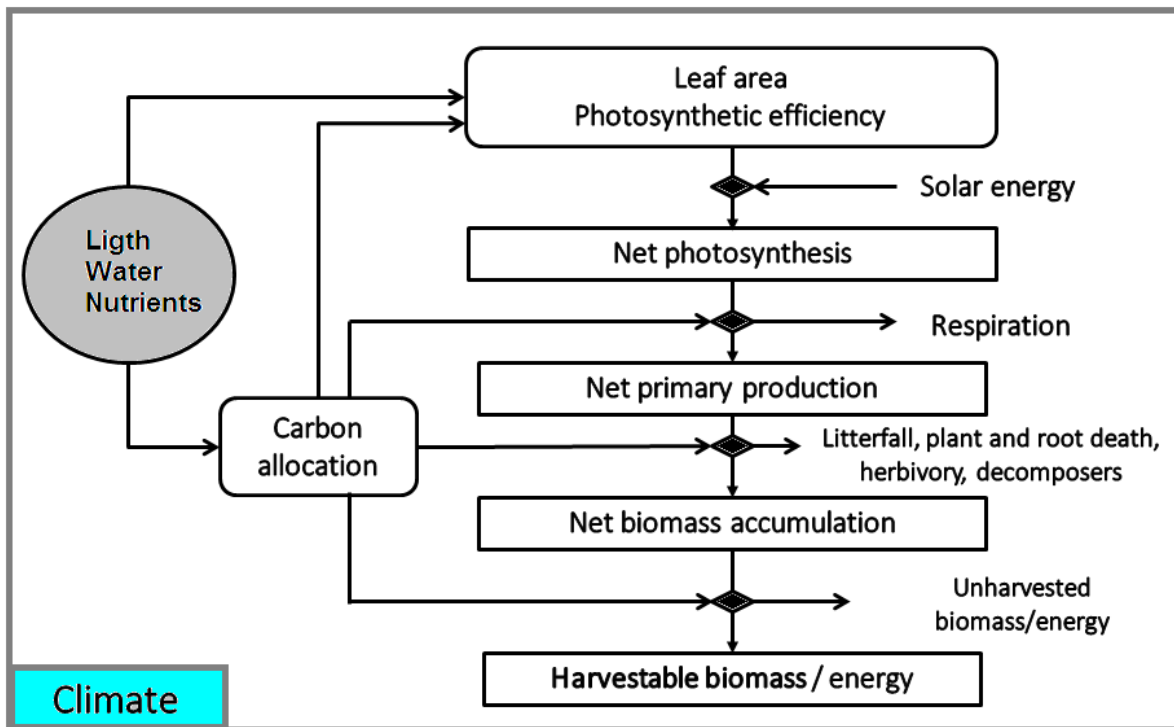 Leaf area
Photosynthetic efficiency
Solar energy
Ligth
Water
Nutrients
Net photosynthesis
Respiration
Net primary production
Carbon
allocation
Litterfall, plant and root death,
herbivory, decomposers
Net biomass accumulation
Unharvested
biomass/energy
Harvestable biomass / energy
Climate